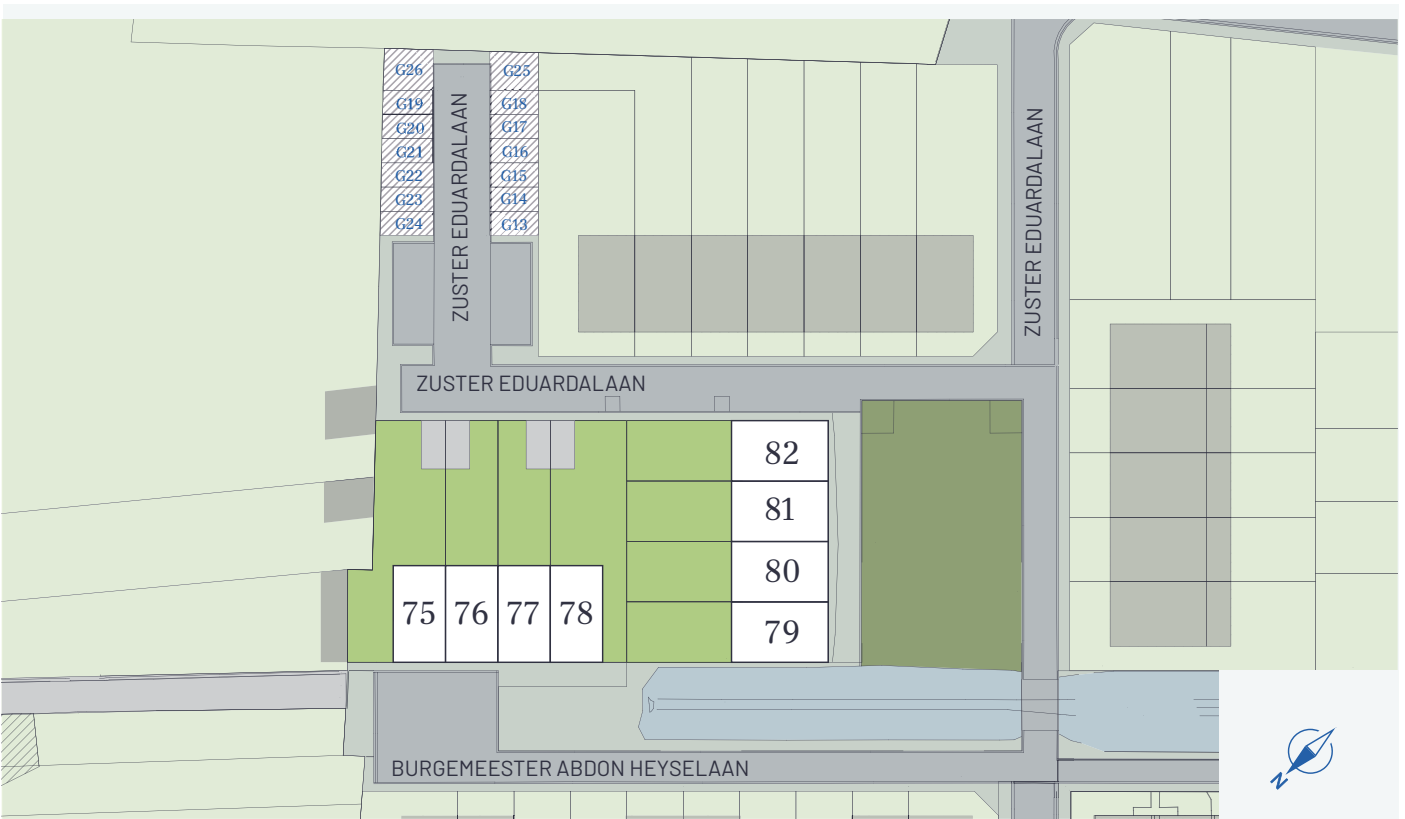 G26
G25
G19
G18
G20
G17
G21
G16
G22
G15
G23
G14
G24
G13
ZUSTER EDUARDALAAN
ZUSTER EDUARDALAAN
ZUSTER EDUARDALAAN
82
81
80
79
75
76
77
78
BURGEMEESTER ABDON HEYSELAAN
N